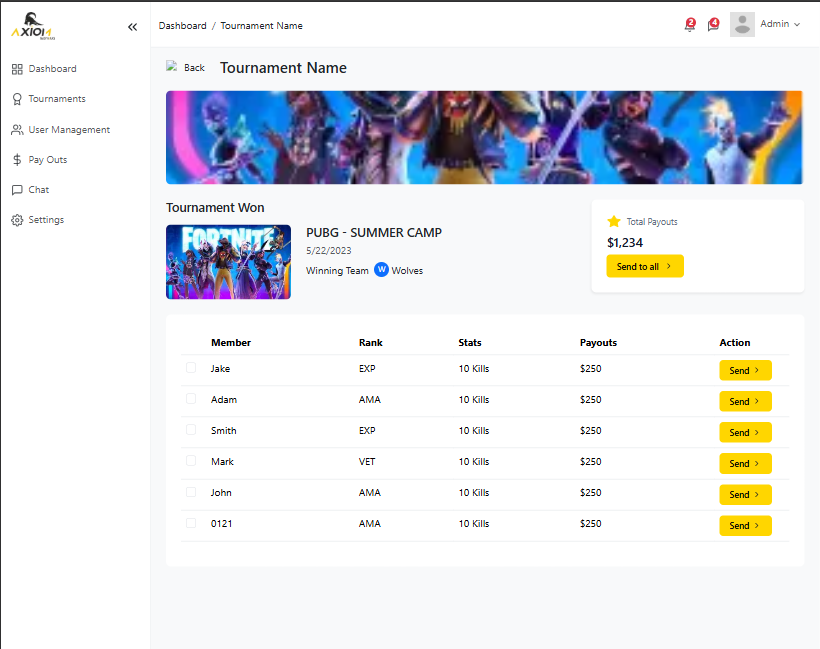 AXIOM
Dashboard / Tournament Name
2
4
Admin
Dashboard
Tournaments
User Management
Pay Outs
Chat
Settings
Back
Tournament Name
Tournament Won
FORTNITE
PUBG - SUMMER CAMP
5/22/2023
Winning Team W Wolves
Total Payouts
$1,234
Send to all
Member Rank Stats Payouts Action
Jake EXP 10 Kills $250 Send
Adam AMA 10 Kills $250 Send
Smith EXP 10 Kills $250 Send
Mark VET 10 Kills $250 Send
John AMA 10 Kills $250 Send
0121 AMA 10 Kills $250 Send